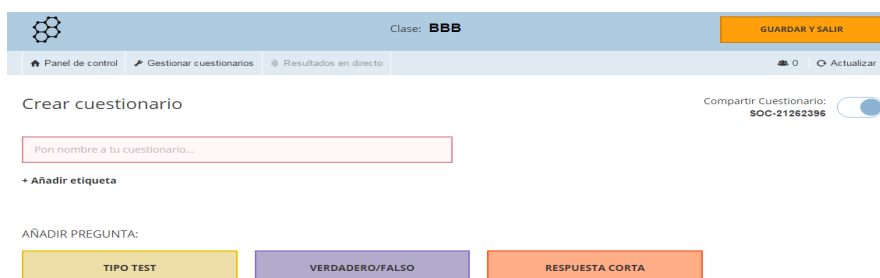 Clase: BBB
GUARDAR Y SALIR
Panel de control Gestionar cuestionarios Resultados en directo 0 Actualizar
Crear cuestionario
Compartir Cuestionario:
SOC-21262396
Pon nombre a tu cuestionario...
+ Añadir etiqueta
AÑADIR PREGUNTA:
TIPO TEST VERDADERO/FALSO RESPUESTA CORTA